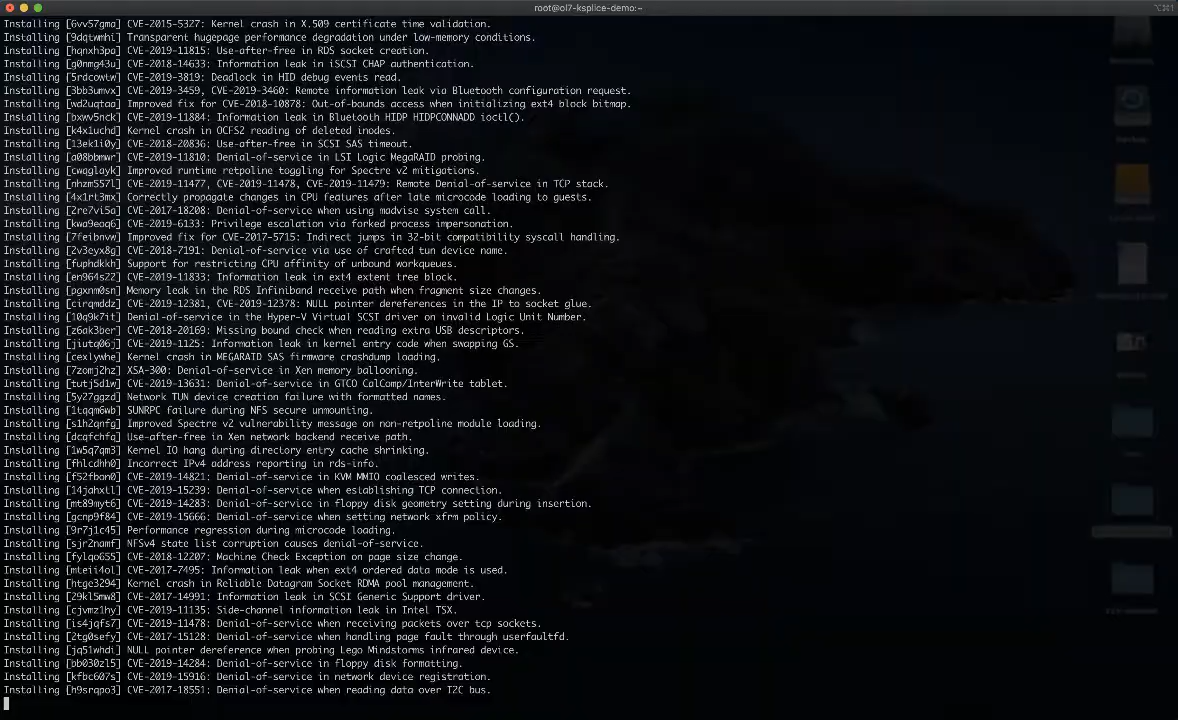 root@ol7-ksplice-demo:~
Installing [6vv57gma] CVE-2015-5327: Kernel crash in X.509 certificate time validation.
Installing [9dqtwmhi] Transparent hugepage performance degradation under low-memory conditions.
Installing [hqnxh3pa] CVE-2019-11815: Use-after-free in RDS socket creation.
Installing [g0nmg43u] CVE-2018-14633: Information leak in iSCSI CHAP authentication.
Installing [5rdcowtw] CVE-2019-3819: Deadlock in HID debug events read.
Installing [3bb3umvx] CVE-2019-3459, CVE-2019-3460: Remote information leak via Bluetooth configuration request.
Installing [wd2uqtaa] Improved fix for CVE-2018-10878: Out-of-bounds access when initializing ext4 block bitmap.
Installing [bxwv5nck] CVE-2019-11884: Information leak in Bluetooth HIDP HIDPCONNADD ioctl().
Installing [k4x1uchd] Kernel crash in OCFS2 reading of deleted inodes.
Installing [13ek1i0y] CVE-2018-20836: Use-after-free in SCSI SAS timeout.
Installing [a08bbmwr] CVE-2019-11810: Denial-of-service in LSI Logic MegaRAID probing.
Installing [cwqglayk] Improved runtime retpoline toggling for Spectre v2 mitigations.
Installing [nhzm557l] CVE-2019-11477, CVE-2019-11478, CVE-2019-11479: Remote Denial-of-service in TCP stack.
Installing [4x1rt3mx] Correctly propagate changes in CPU features after late microcode loading to guests.
Installing [2re7vi5a] CVE-2017-18208: Denial-of-service when using madvise system call.
Installing [kwa9eoq6] CVE-2019-6133: Privilege escalation via forked process impersonation.
Installing [7feibnvw] Improved fix for CVE-2017-5715: Indirect jumps in 32-bit compatibility syscall handling.
Installing [2v3eyx8g] CVE-2018-7191: Denial-of-service via use of crafted tun device name.
Installing [fuphdkkh] Support for restricting CPU affinity of unbound workqueues.
Installing [en964s22] CVE-2019-11833: Information leak in ext4 extent tree block.
Installing [pgxnm0sn] Memory leak in the RDS Infiniband receive path when fragment size changes.
Installing [cirqmddz] CVE-2019-12381, CVE-2019-12378: NULL pointer dereferences in the IP to socket glue.
Installing [10q9k7it] Denial-of-service in the Hyper-V Virtual SCSI driver on invalid Logic Unit Number.
Installing [z6ak3ber] CVE-2018-20169: Missing bound check when reading extra USB descriptors.
Installing [jiutq06j] CVE-2019-1125: Information leak in kernel entry code when swapping GS.
Installing [cexlywhe] Kernel crash in MEGARAID SAS firmware crashdump loading.
Installing [7zomj2hz] XSA-300: Denial-of-service in Xen memory ballooning.
Installing [tutj5d1w] CVE-2019-13631: Denial-of-service in GTCO CalComp/InterWrite tablet.
Installing [5y27ggzd] Network TUN device creation failure with formatted names.
Installing [1tqqm6wb] SUNRPC failure during NFS secure unmounting.
Installing [s1h2qnfg] Improved Spectre v2 vulnerability message on non-retpoline module loading.
Installing [dcqfchfq] Use-after-free in Xen network backend receive path.
Installing [1w5q7qm3] Kernel IO hang during directory entry cache shrinking.
Installing [fhlcdhh0] Incorrect IPv4 address reporting in rds-info.
Installing [f52fbon0] CVE-2019-14821: Denial-of-service in KVM MMIO coalesced writes.
Installing [14jahxtl] CVE-2019-15239: Denial-of-service when establishing TCP connection.
Installing [mt89myt6] CVE-2019-14283: Denial-of-service in floppy disk geometry setting during insertion.
Installing [gcnp9f84] CVE-2019-15666: Denial-of-service when setting network xfrm policy.
Installing [9r7j1c45] Performance regression during microcode loading.
Installing [sjr2namf] NFSv4 state list corruption causes denial-of-service.
Installing [fylqo655] CVE-2018-12207: Machine Check Exception on page size change.
Installing [mteii4ol] CVE-2017-7495: Information leak when ext4 ordered data mode is used.
Installing [htge3294] Kernel crash in Reliable Datagram Socket RDMA pool management.
Installing [29kl5mw8] CVE-2017-14991: Information leak in SCSI Generic Support driver.
Installing [cjvmz1hy] CVE-2019-11135: Side-channel information leak in Intel TSX.
Installing [is4jqfs7] CVE-2019-11478: Denial-of-service when receiving packets over tcp sockets.
Installing [2tg0sefy] CVE-2017-15128: Denial-of-service when handling page fault through userfaultfd.
Installing [jq51whdi] NULL pointer dereference when probing Lego Mindstorms infrared device.
Installing [bb030zl5] CVE-2019-14284: Denial-of-service in floppy disk formatting.
Installing [kfbc607s] CVE-2019-15916: Denial-of-service in network device registration.
Installing [h9srqpo3] CVE-2017-18551: Denial-of-service when reading data over I2C bus.